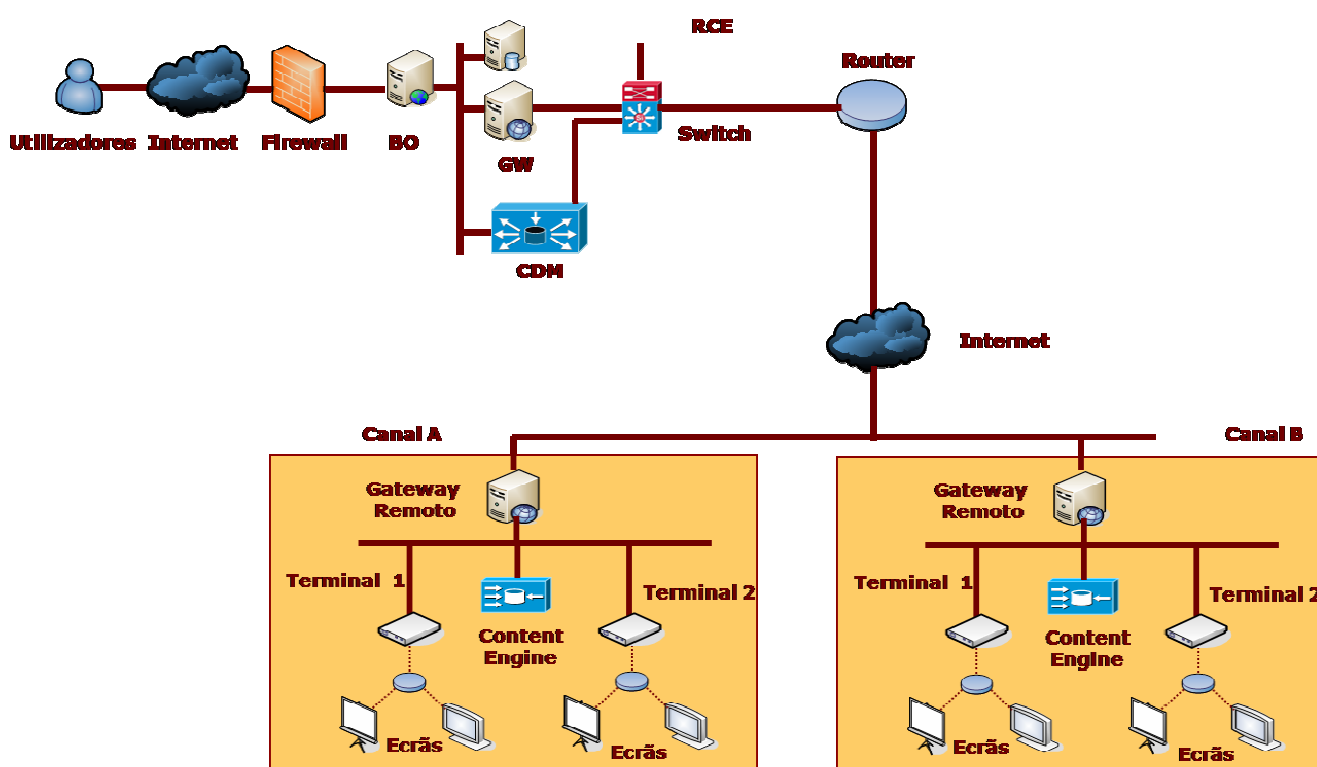 RCE
Router
Utilizadores
Internet
Firewall
BO
GW
Switch
CDM
Internet
Canal A
Canal B
Gateway
Remoto
Terminal 1
Terminal 2
Content
Engine
Ecrãs
Ecrãs
Gateway
Remoto
Terminal 1
Terminal 2
Content
Engine
Ecrãs
Ecrãs